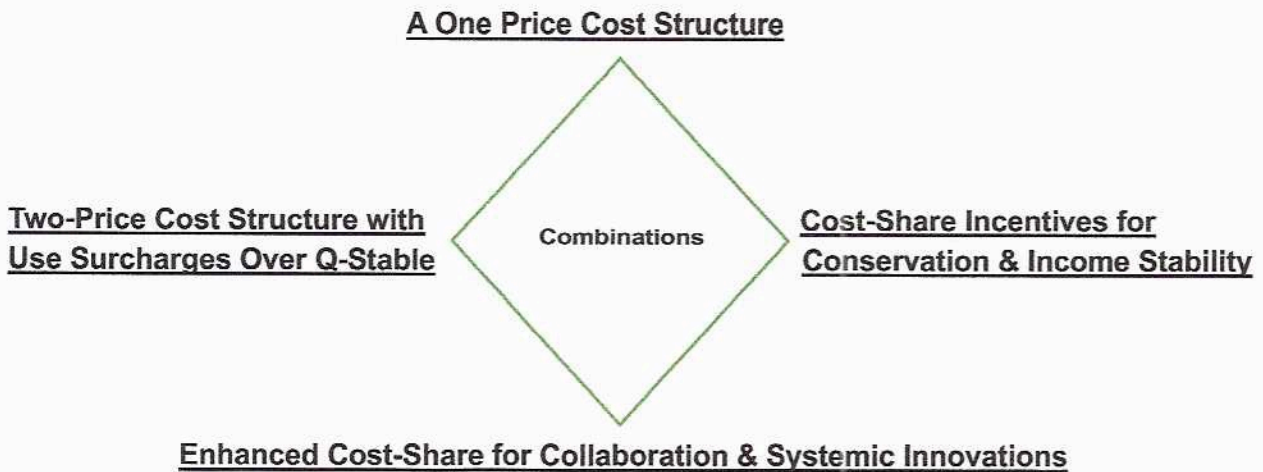 A One Price Cost Structure
Two-Price Cost Structure with
Use Surcharges Over Q-Stable
Combinations
Cost-Share Incentives for
Conservation & Income Stability
Enhanced Cost-Share for Collaboration & Systemic Innovations